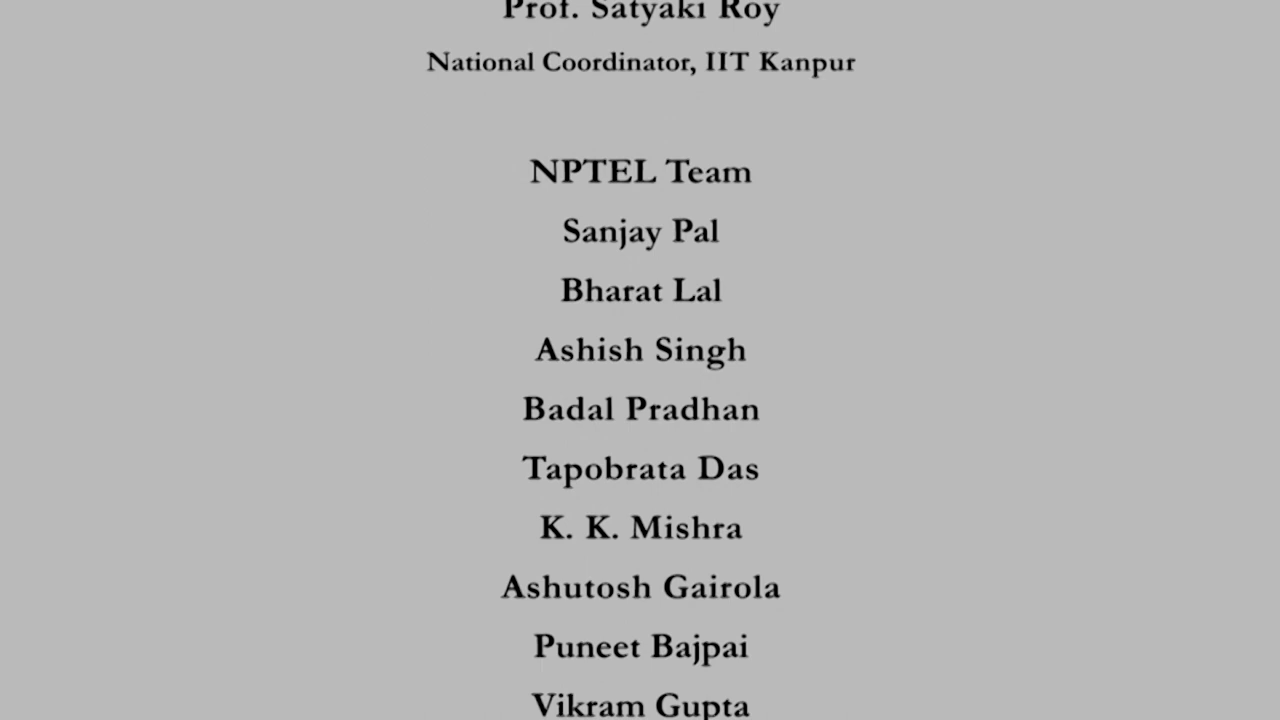 Prof. Satyaki Roy
National Coordinator, IIT Kanpur
NPTEL Team
Sanjay Pal
Bharat Lal
Ashish Singh
Badal Pradhan
Tapobrata Das
K. K. Mishra
Ashutosh Gairola
Puneet Bajpai
Vikram Gupta